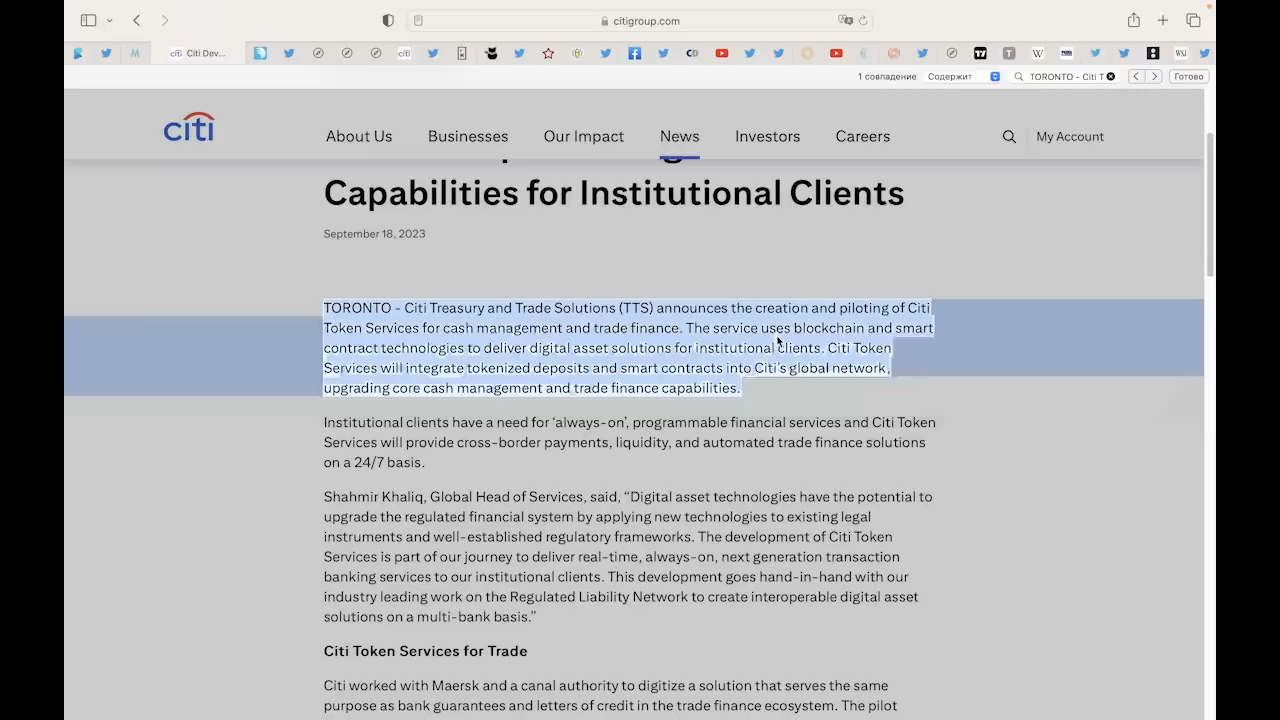 citigroup.com
Citi Dev...
1 совпадение
Содержит
TORONTO - Citi T
Готово
citi
About Us
Businesses
Our Impact
News
Investors
Careers
My Account
Capabilities for Institutional Clients
September 18, 2023
TORONTO – Citi Treasury and Trade Solutions (TTS) announces the creation and piloting of Citi
Token Services for cash management and trade finance. The service uses blockchain and smart
contract technologies to deliver digital asset solutions for institutional clients. Citi Token
Services will integrate tokenized deposits and smart contracts into Citi’s global network,
upgrading core cash management and trade finance capabilities.
Institutional clients have a need for ‘always-on’, programmable financial services and Citi Token
Services will provide cross-border payments, liquidity, and automated trade finance solutions
on a 24/7 basis.
Shahmir Khaliq, Global Head of Services, said, “Digital asset technologies have the potential to
upgrade the regulated financial system by applying new technologies to existing legal
instruments and well-established regulatory frameworks. The development of Citi Token
Services is part of our journey to deliver real-time, always-on, next generation transaction
banking services to our institutional clients. This development goes hand-in-hand with our
industry leading work on the Regulated Liability Network to create interoperable digital asset
solutions on a multi-bank basis.”
Citi Token Services for Trade
Citi worked with Maersk and a canal authority to digitize a solution that serves the same
purpose as bank guarantees and letters of credit in the trade finance ecosystem. The pilot